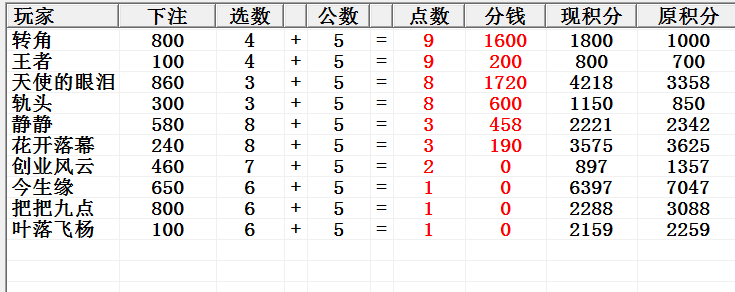 玩家 下注 选数 公数 点数 分钱 现积分 原积分
转角 800 4 + 5 = 9 1600 1800 1000
王者 100 4 + 5 = 9 200 800 700
天使的眼泪 860 3 + 5 = 8 1720 4218 3358
轨头 300 3 + 5 = 8 600 1150 850
静静 580 8 + 5 = 3 458 2221 2342
花开落幕 240 8 + 5 = 3 190 3575 3625
创业风云 460 7 + 5 = 2 0 897 1357
今生缘 650 6 + 5 = 1 0 6397 7047
把把九点 800 6 + 5 = 1 0 2288 3088
叶落飞杨 100 6 + 5 = 1 0 2159 2259